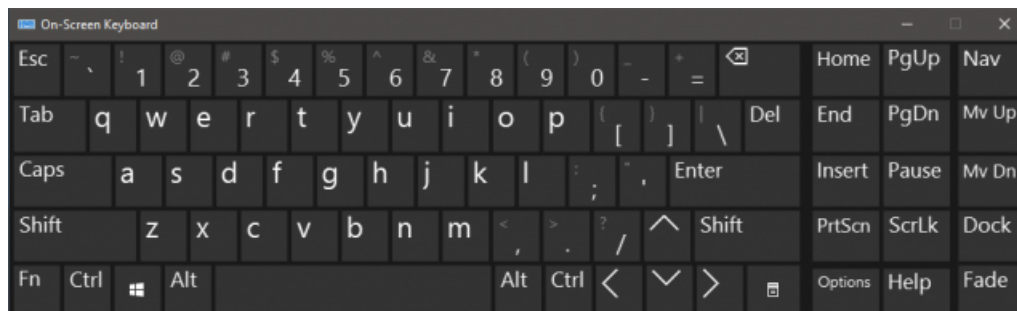 On-Screen Keyboard
Esc ~ ` ! 1 @ 2 # 3 $ 4 % 5 ^ 6 & 7 * 8 ( 9 ) 0 _ - + = Home PgUp Nav
Tab q w e r t y u i o p { [ } ] | \ Del End PgDn Mv Up
Caps a s d f g h j k l : ; " ' Enter Insert Pause Mv Dn
Shift z x c v b n m < , > . ? / Shift PrtScn ScrLk Dock
Fn Ctrl Alt Alt Ctrl Options Help Fade